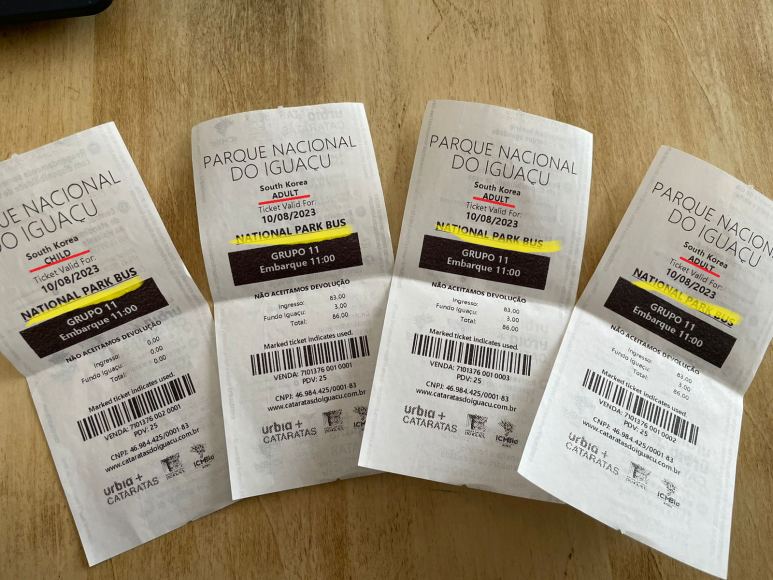 UE NACIONAL
O IGUAÇU
South Korea
CHILD
Ticket Valid For:
10/08/2023
NATIONAL PARK BUS
GRUPO 11
Embarque 11:00
NÃO ACEITAMOS DEVOLUÇÃO
Ingresso: 0,00
Fundo Iguaçu: 0,00
Total: 0,00
Marked ticket indicates used.
VENDA: 7101376 002 0001
PDV: 25
CNPJ: 46.984.425/0001 83
www.cataratasdoiguacu.com.br
urbia +
CATARATAS
ICMBio
PARQUE NACIONAL
DO IGUAÇU
South Korea
ADULT
Ticket Valid For:
10/08/2023
NATIONAL PARK BUS
GRUPO 11
Embarque 11:00
NÃO ACEITAMOS DEVOLUÇÃO
Ingresso: 83,00
Fundo Iguaçu: 3,00
Total: 86,00
Marked ticket indicates used.
VENDA: 7101376 001 0001
PDV: 25
CNPJ: 46.984.425/0001 83
www.cataratasdoiguacu.com.br
urbia +
CATARATAS
ICMBio
PARQUE NACIONAL
DO IGUAÇU
South Korea
ADULT
Ticket Valid For:
10/08/2023
NATIONAL PARK BUS
GRUPO 11
Embarque 11:00
NÃO ACEITAMOS DEVOLUÇÃO
Ingresso: 83,00
Fundo Iguaçu: 3,00
Total: 86,00
Marked ticket indicates used.
VENDA: 7101376 001 0003
PDV: 25
CNPJ: 46.984.425/0001 83
www.cataratasdoiguacu.com.br
urbia +
CATARATAS
ICMBio
PARQUE NACIONAL
DO IGUAÇU
South Korea
ADULT
Ticket Valid For:
10/08/2023
NATIONAL PARK BUS
GRUPO 11
Embarque 11:00
NÃO ACEITAMOS DEVOLUÇÃO
Ingresso: 83,00
Fundo Iguaçu: 3,00
Total: 86,00
Marked ticket indicates used.
VENDA: 7101376 001 0002
PDV: 25
CNPJ: 46.984.425/0001 83
www.cataratasdoiguacu.com.br
urbia +
CATARATAS
ICMBio